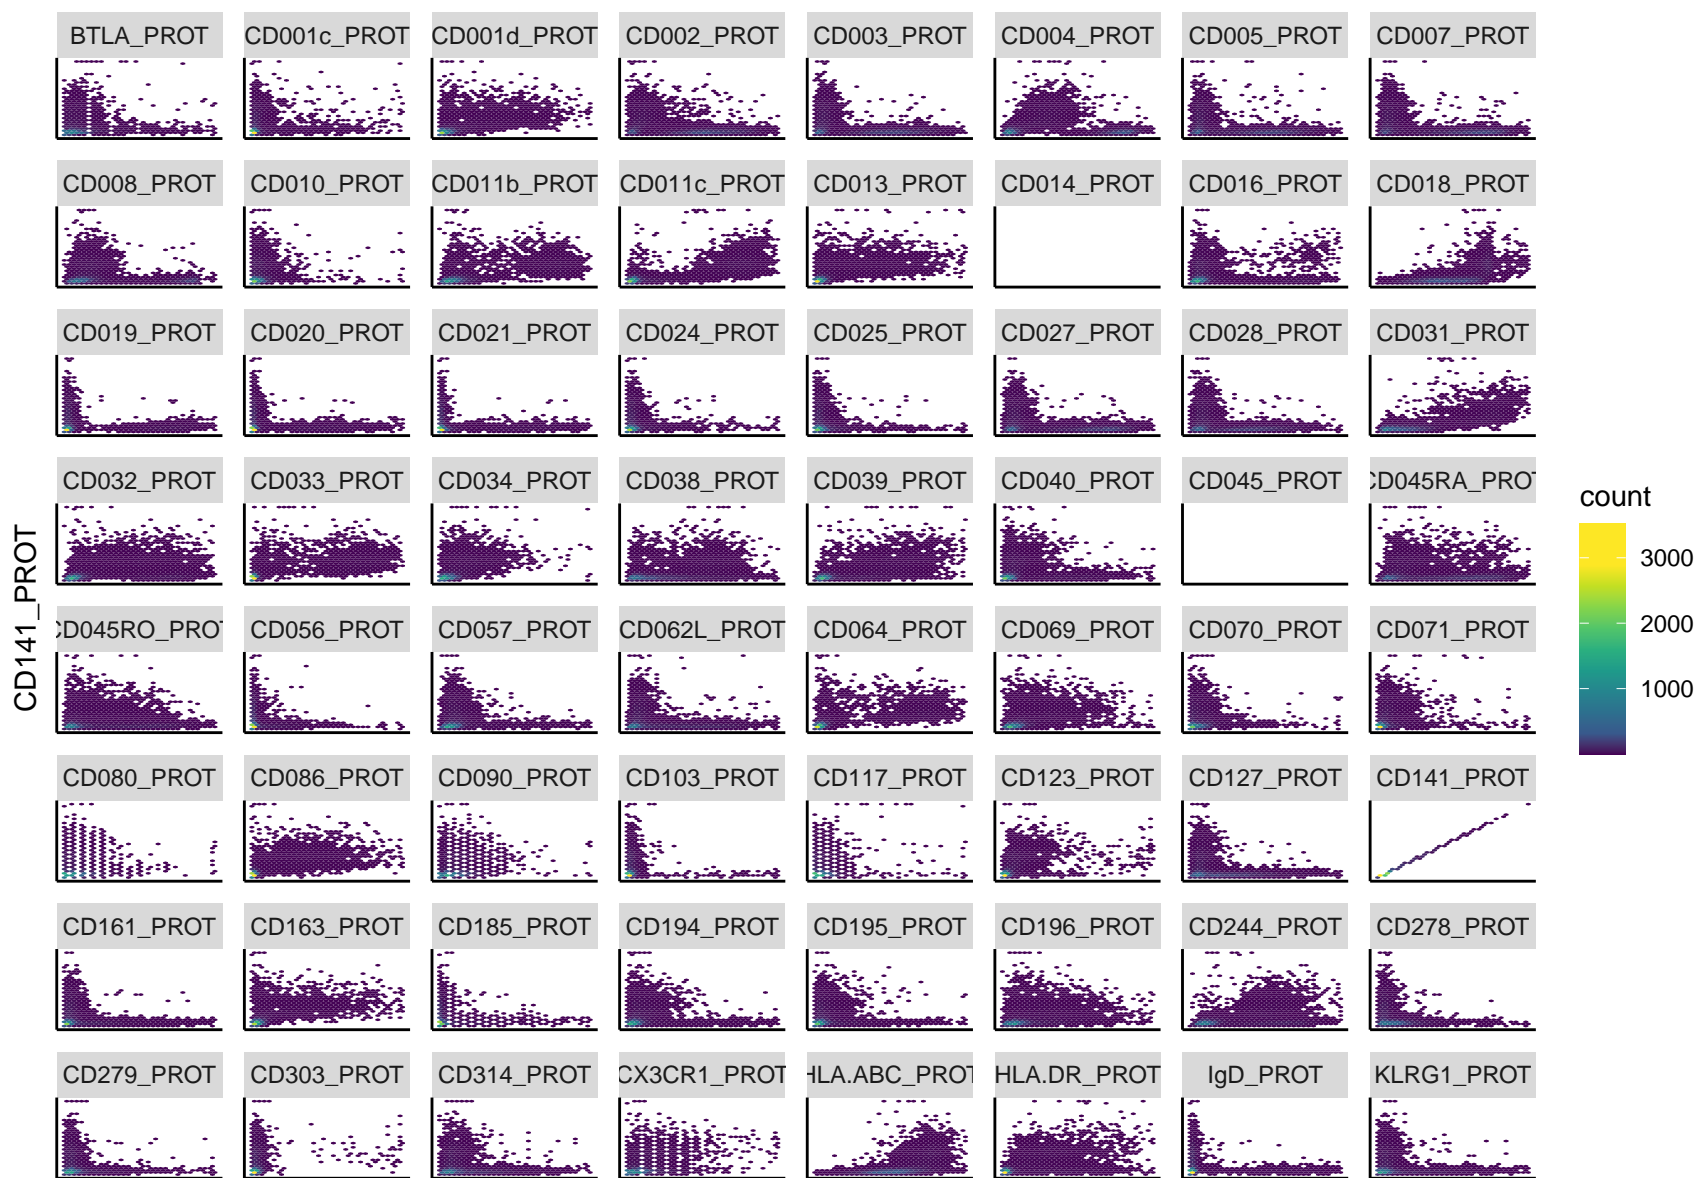 BTLA_PROT CD001c_PROT CD001d_PROT CD002_PROT CD003_PROT CD004_PROT CD005_PROT CD007_PROT
CD008_PROT CD010_PROT CD011b_PROT CD011c_PROT CD013_PROT CD014_PROT CD016_PROT CD018_PROT
CD019_PROT CD020_PROT CD021_PROT CD024_PROT CD025_PROT CD027_PROT CD028_PROT CD031_PROT
CD032_PROT CD033_PROT CD034_PROT CD038_PROT CD039_PROT CD040_PROT CD045_PROT CD045RA_PROT
CD045RO_PROT CD056_PROT CD057_PROT CD062L_PROT CD064_PROT CD069_PROT CD070_PROT CD071_PROT
CD080_PROT CD086_PROT CD090_PROT CD103_PROT CD117_PROT CD123_PROT CD127_PROT CD141_PROT
CD161_PROT CD163_PROT CD185_PROT CD194_PROT CD195_PROT CD196_PROT CD244_PROT CD278_PROT
CD279_PROT CD303_PROT CD314_PROT CX3CR1_PROT HLA.ABC_PROT HLA.DR_PROT IgD_PROT KLRG1_PROT
CD141_PROT
count
3000
2000
1000